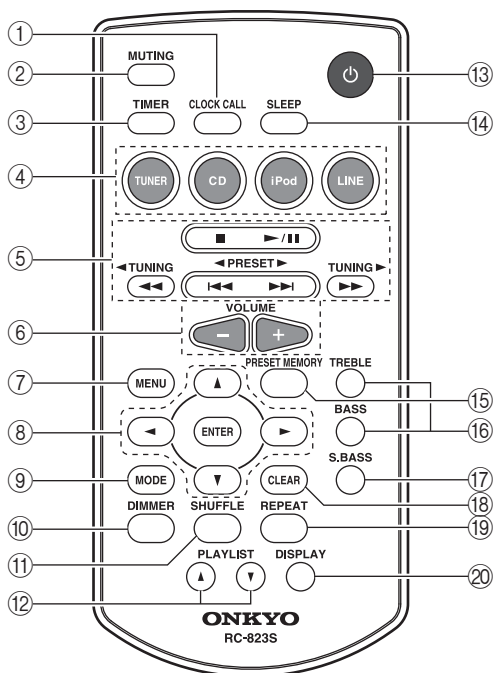 ①
② MUTING ⑬
③ TIMER CLOCK CALL SLEEP ⑭
④ TUNER CD iPod LINE
■ ►/❚❚
⑤ ◄TUNING ◄PRESET► TUNING►
◄◄ I◄◄ ►►I ►►
VOLUME
⑥ − +
PRESET MEMORY TREBLE
⑦ MENU ▲ ⑮
BASS ⑯
⑧ ◄ ENTER ►
S.BASS
⑨ MODE ▼ CLEAR ⑰
⑱
DIMMER SHUFFLE REPEAT
⑩ ⑲
⑪
PLAYLIST DISPLAY
⑫ ▲ ▼ ⑳
ONKYO
RC-823S